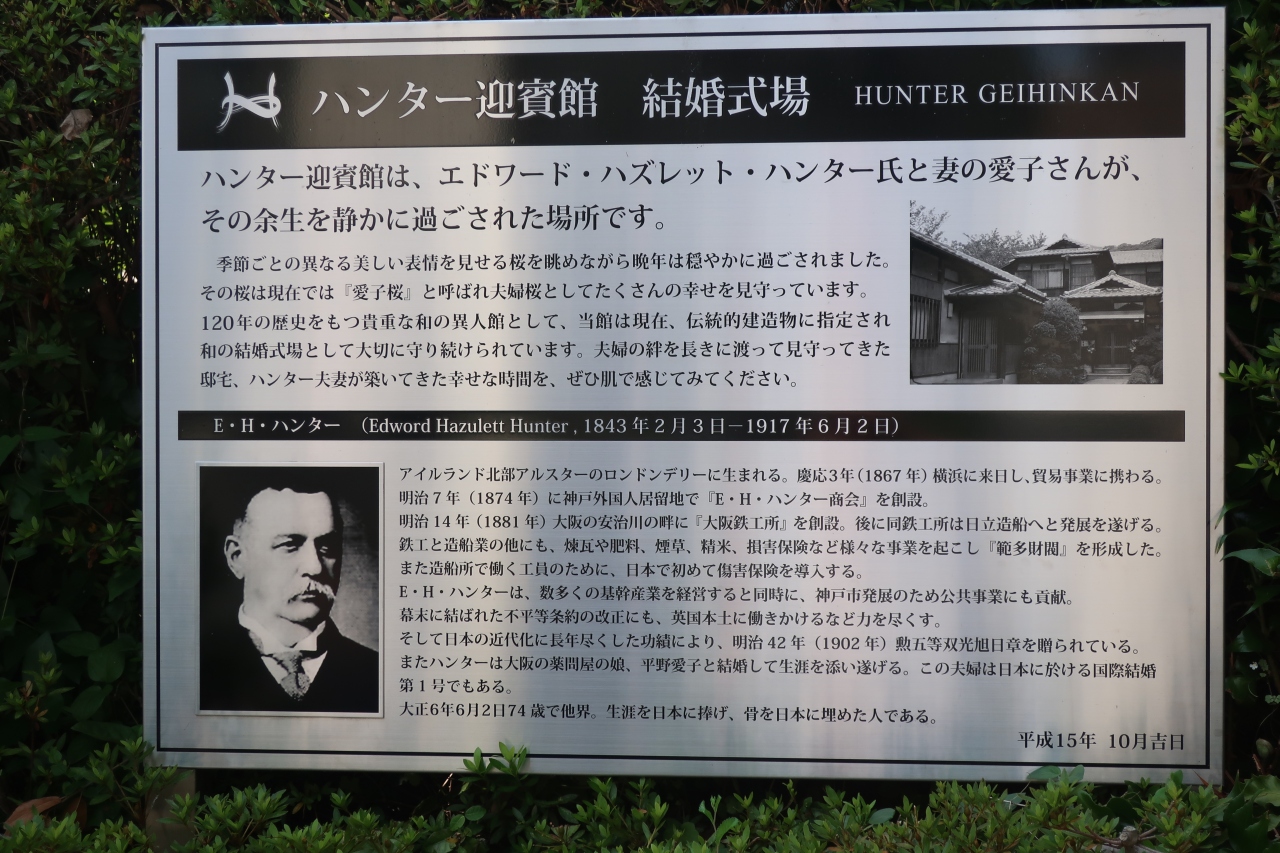 ハンター迎賓館　結婚式場　HUNTER GEIHINKAN
ハンター迎賓館は、エドワード・ハズレット・ハンター氏と妻の愛子さんが、
その余生を静かに過ごされた場所です。
季節ごとの異なる美しい表情を見せる桜を眺めながら晩年は穏やかに過ごされました。
その桜は現在では『愛子桜』と呼ばれ夫婦桜としてたくさんの幸せを見守っています。
120年の歴史をもつ貴重な和の異人館として、当館は現在、伝統的建造物に指定され
和の結婚式場として大切に守り続けられています。夫婦の絆を長きに渡って見守ってきた
邸宅、ハンター夫妻が築いてきた幸せな時間を、ぜひ肌で感じてみてください。
E・H・ハンター　（Edword Hazulett Hunter , 1843年2月3日－1917年6月2日）
アイルランド北部アルスターのロンドンデリーに生まれる。慶応3年（1867年）横浜に来日し、貿易事業に携わる。
明治7年（1874年）に神戸外国人居留地で『E・H・ハンター商会』を創設。
明治14年（1881年）大阪の安治川の畔に『大阪鉄工所』を創設。後に同鉄工所は日立造船へと発展を遂げる。
鉄工と造船業の他にも、煉瓦や肥料、煙草、精米、損害保険など様々な事業を起こし『範多財閥』を形成した。
また造船所で働く工員のために、日本で初めて傷害保険を導入する。
E・H・ハンターは、数多くの基幹産業を経営すると同時に、神戸市発展のため公共事業にも貢献。
幕末に結ばれた不平等条約の改正にも、英国本土に働きかけるなど力を尽くす。
そして日本の近代化に長年尽くした功績により、明治42年（1902年）勲五等双光旭日章を贈られている。
またハンターは大阪の薬問屋の娘、平野愛子と結婚して生涯を添い遂げる。この夫婦は日本に於ける国際結婚
第1号でもある。
大正6年6月2日74歳で他界。生涯を日本に捧げ、骨を日本に埋めた人である。
平成15年 10月吉日